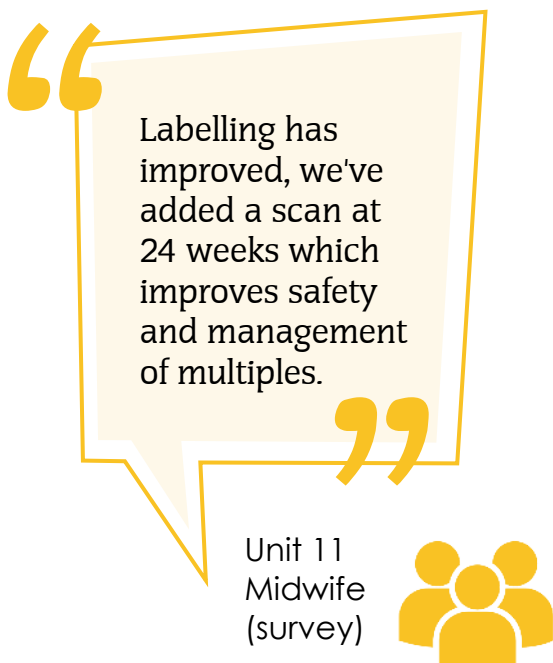 Labelling has
improved, we've
added a scan at
24 weeks which
improves safety
and management
of multiples.
Unit 11
Midwife
(survey)